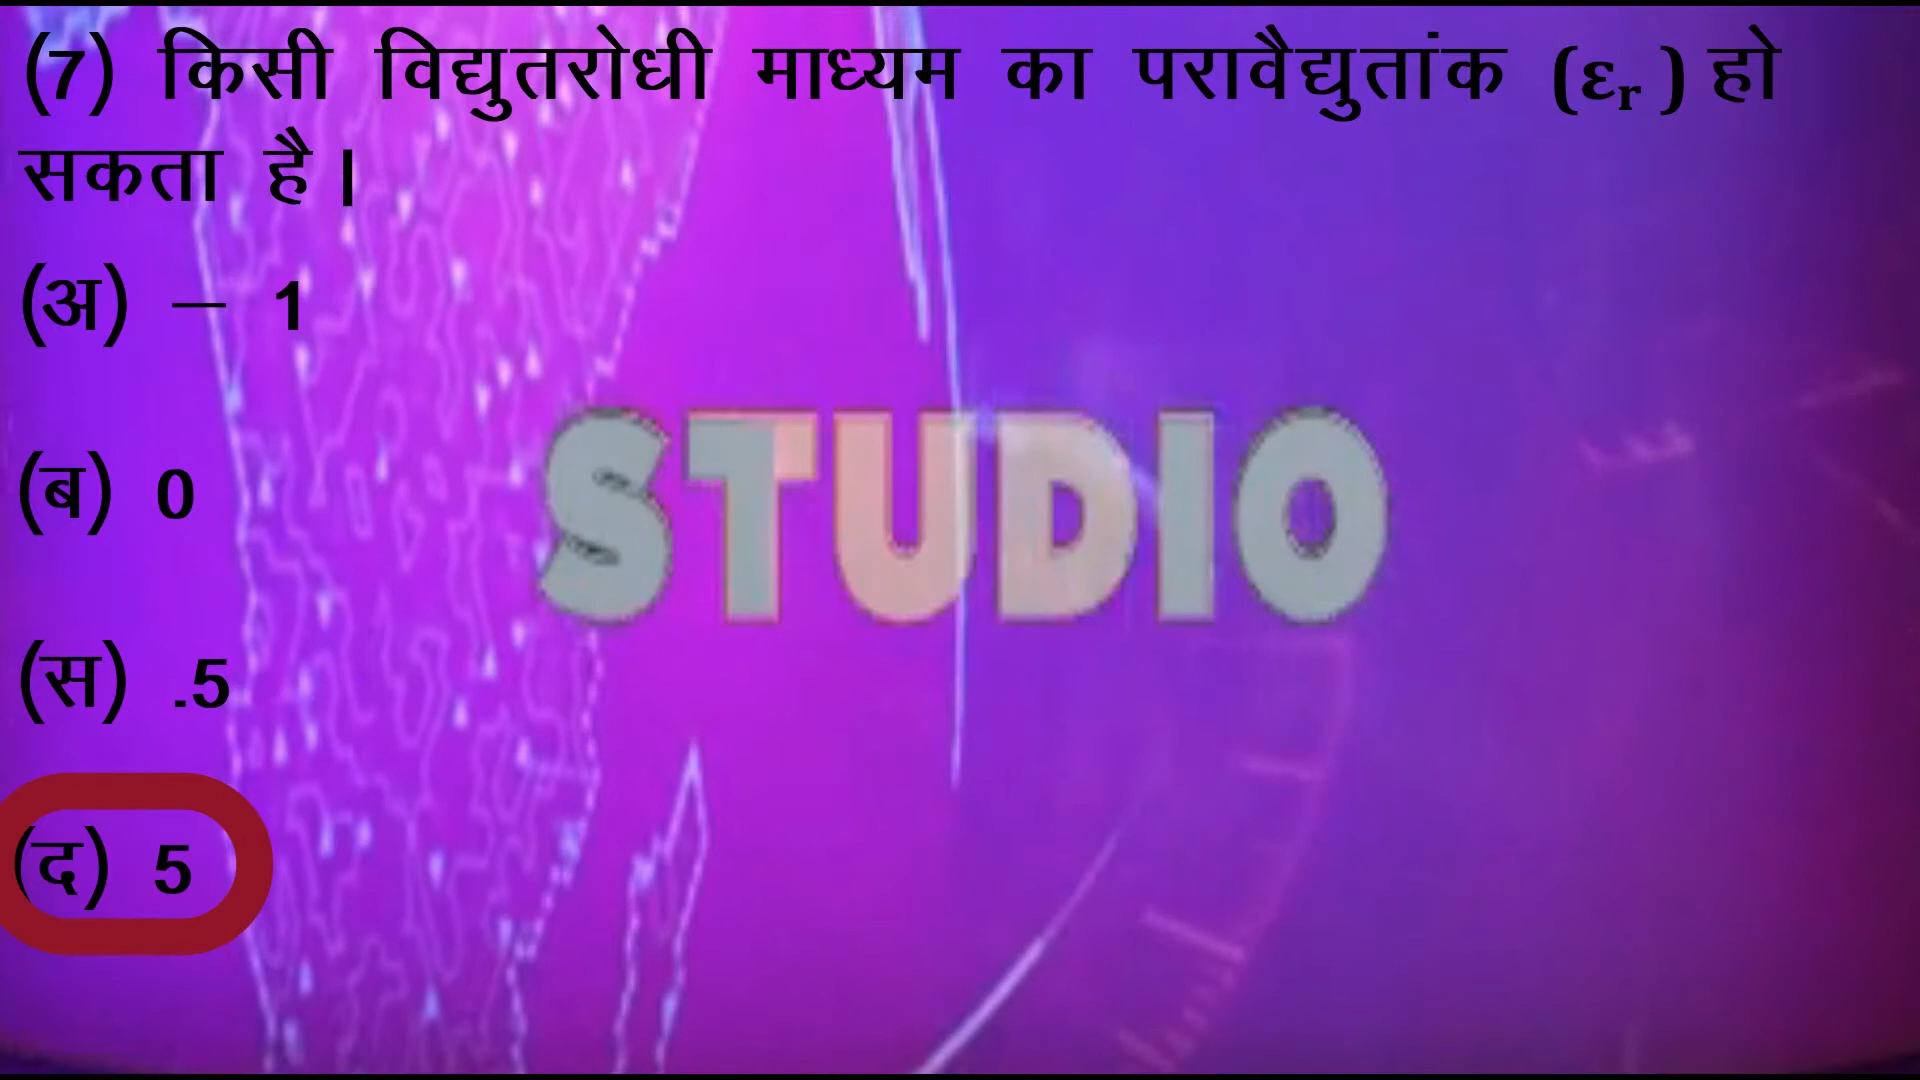 (7) किसी विद्युतरोधी माध्यम का परावैद्युतांक (εᵣ ) हो
सकता है।
(अ) – 1
(ब) 0
(स) .5
(द) 5
STUDIO